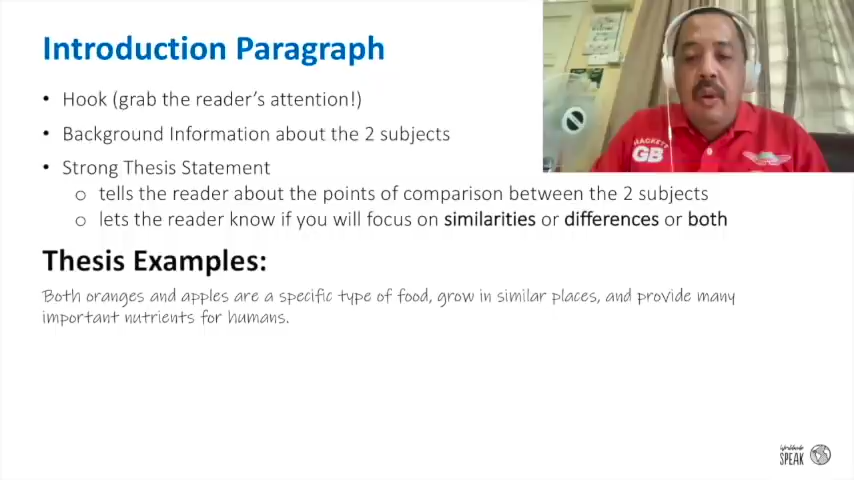 Introduction Paragraph
• Hook (grab the reader's attention!)
• Background Information about the 2 subjects
• Strong Thesis Statement
o tells the reader about the points of comparison between the 2 subjects
o lets the reader know if you will focus on similarities or differences or both
Thesis Examples:
Both oranges and apples are a specific type of food, grow in similar places, and provide many
important nutrients for humans.
HACKETT
GB
Worldwide
SPEAK